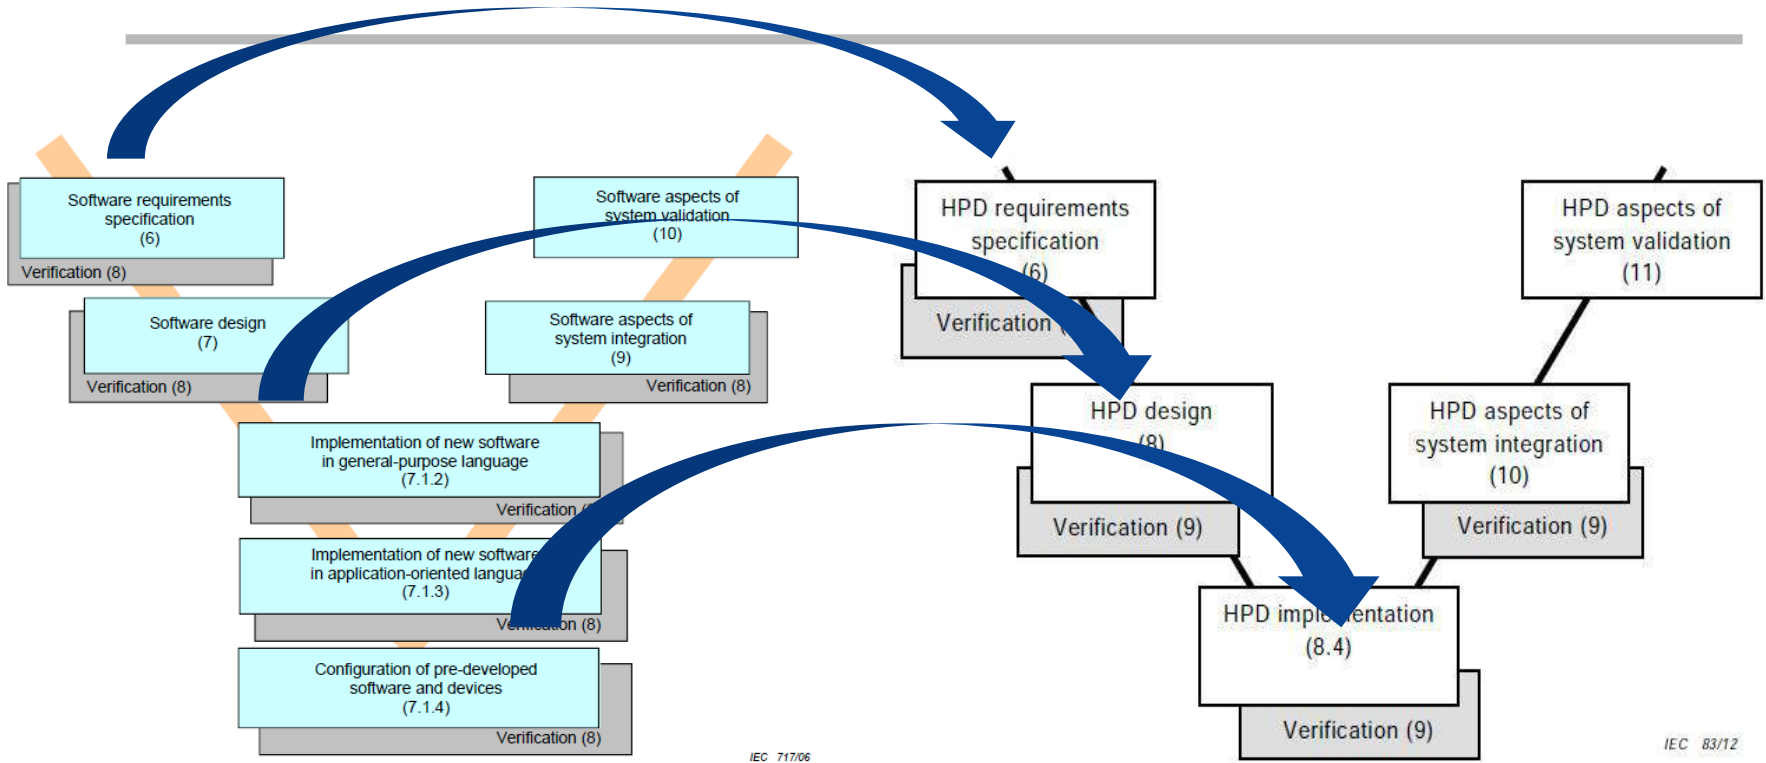 Software requirements
specification
(6)
Verification (8)
Software design
(7)
Verification (8)
Implementation of new software
in general-purpose language
(7.1.2)
Verification
Implementation of new software
in application-oriented
(7.1.3)
Verification (8)
Configuration of pre-developed
software and devices
(7.1.4)
Verification (8)
Software aspects of
system validation
(10)
Software aspects of
system integration
(9)
Verification (8)
IEC 717/06
HPD requirements
specification
(6)
Verification
HPD design
(8)
Verification (9)
HPD implementation
(8.4)
Verification (9)
HPD aspects of
system validation
(11)
HPD aspects of
system integration
(10)
Verification (9)
IEC 83/12